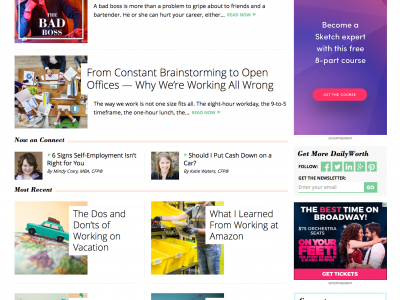 THE
BAD
BOSS
A bad boss is more than a problem to gripe about to friends and a
bartender. He or she can hurt your career, either... READ NOW
From Constant Brainstorming to Open
Offices — Why We're Working All Wrong
The way we work is not one size fits all. The eight-hour workday, the 9-to-5
timeframe, the one-hour lunch, the... READ NOW
Now on Connect
6 Signs Self-Employment Isn't
Right for You
By Mindy Crary, MBA, CFP®
Should I Put Cash Down on a
Car?
By Katie Waters, CFP®
Most Recent
The Dos and
Don'ts of
Working on
Vacation
What I Learned
From Working at
Amazon
Become a
Sketch expert
with this free
8-part course
GET THE COURSE
ADVERTISEMENT
Get More DailyWorth
FOLLOW:
GET THE NEWSLETTER:
Enter your email
GO
THE BEST TIME ON
BROADWAY!
$75 ORCHESTRA
SEATS
ON YOUR
FEET!
GET TICKETS
ADVERTISEMENT